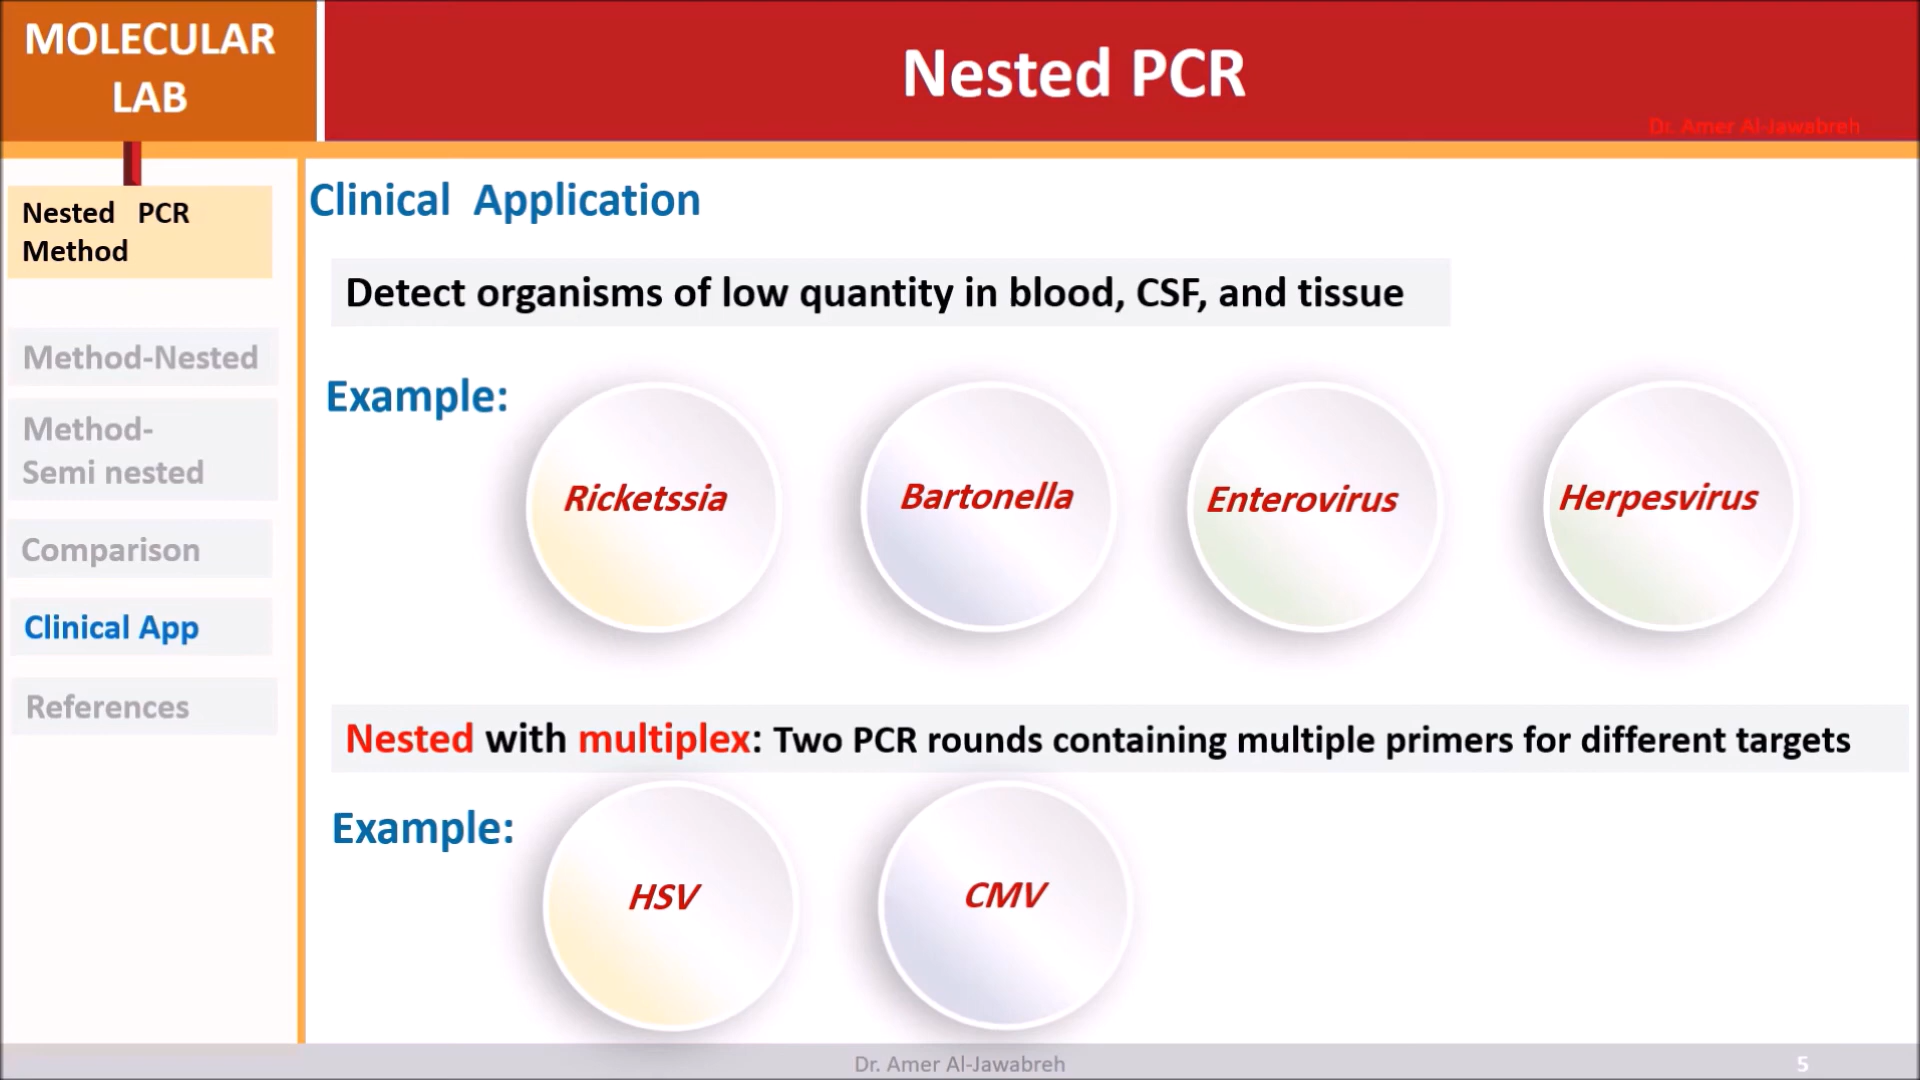 MOLECULAR
LAB
Nested PCR
Dr. Amer Al-Jawabreh
Nested PCR
Method
Method-Nested
Method-
Semi nested
Comparison
Clinical App
References
Clinical Application
Detect organisms of low quantity in blood, CSF, and tissue
Example:
Ricketssia
Bartonella
Enterovirus
Herpesvirus
Nested with multiplex: Two PCR rounds containing multiple primers for different targets
Example:
HSV
CMV
Dr. Amer Al-Jawabreh
5